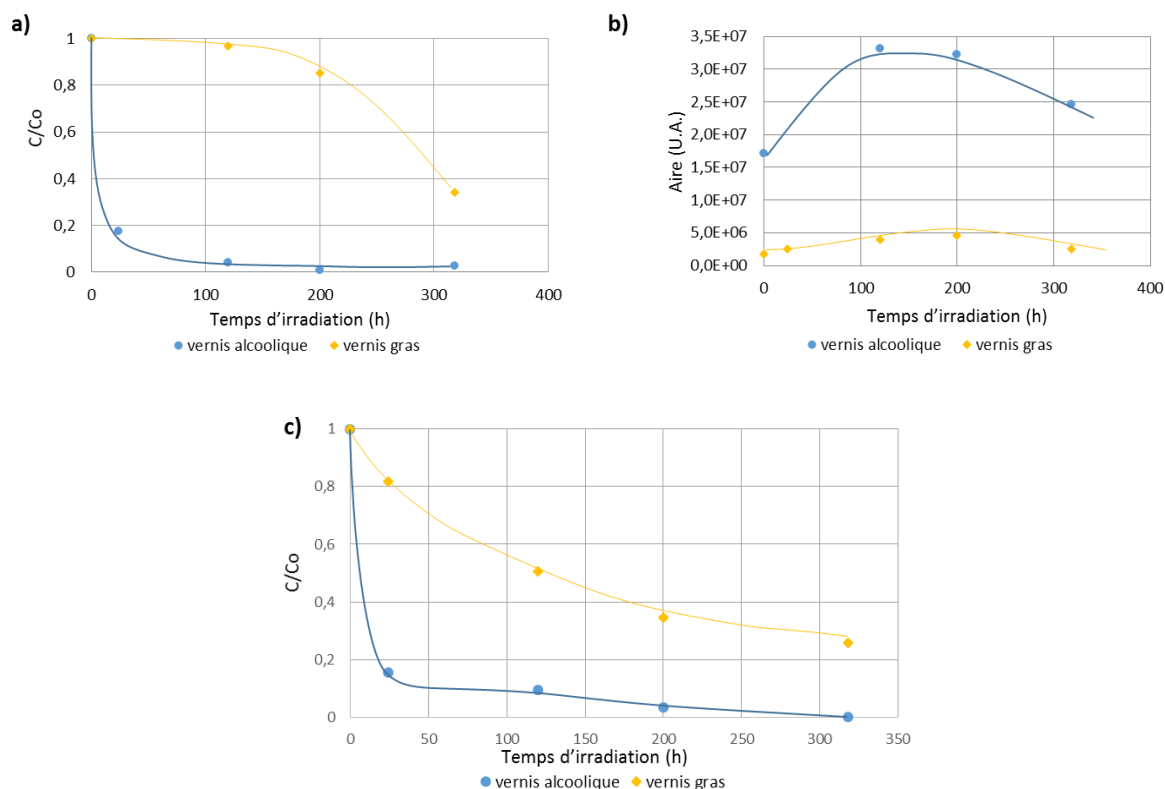 a)
1
0,8
0,6
0,4
0,2
0
C/Co
0 100 200 300 400
Temps d’irradiation (h)
vernis alcoolique vernis gras
b)
3,5E+07
3,0E+07
2,5E+07
2,0E+07
1,5E+07
1,0E+07
5,0E+06
0,0E+00
Aire (U.A.)
0 100 200 300 400
Temps d’irradiation (h)
vernis alcoolique vernis gras
c)
1
0,8
0,6
0,4
0,2
0
C/Co
0 50 100 150 200 250 300 350
Temps d’irradiation (h)
vernis alcoolique vernis gras